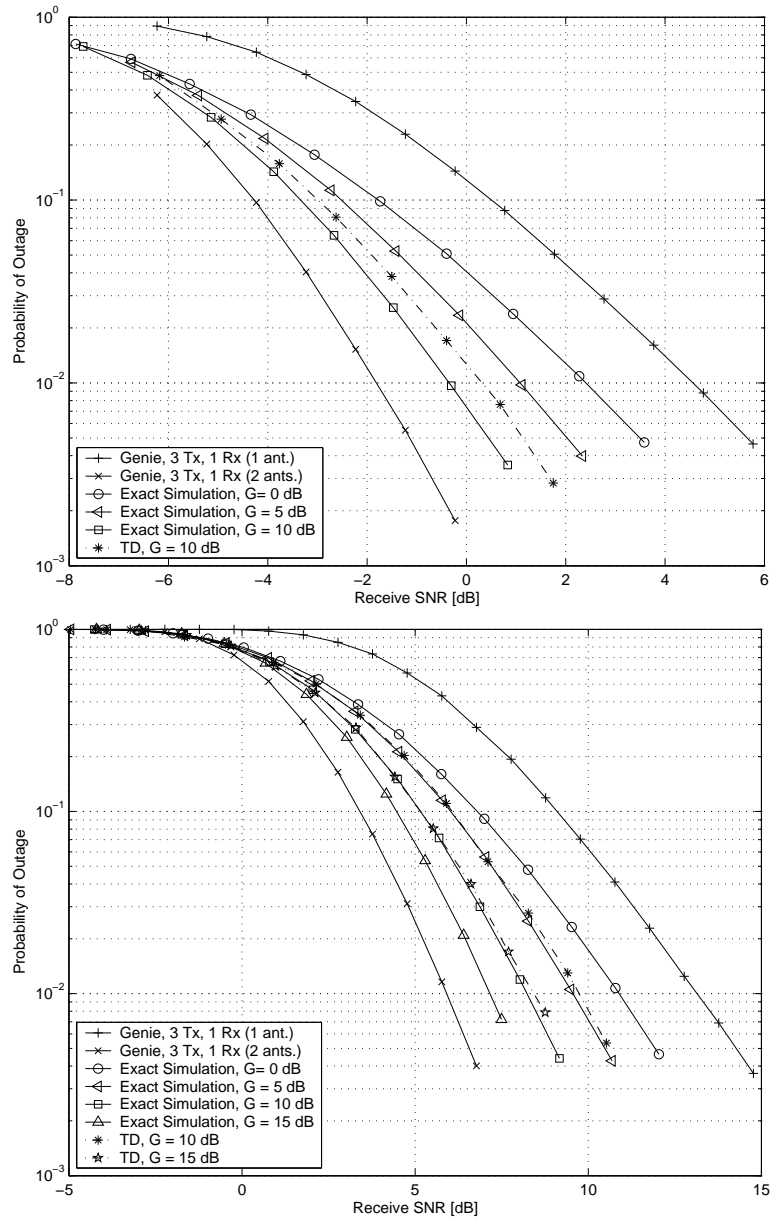 10^0
10^-1
10^-2
10^-3
Probability of Outage
Genie, 3 Tx, 1 Rx (1 ant.)
Genie, 3 Tx, 1 Rx (2 ants.)
Exact Simulation, G= 0 dB
Exact Simulation, G = 5 dB
Exact Simulation, G = 10 dB
TD, G = 10 dB
−8 −6 −4 −2 0 2 4 6
Receive SNR [dB]
10^0
10^-1
10^-2
10^-3
Probability of Outage
Genie, 3 Tx, 1 Rx (1 ant.)
Genie, 3 Tx, 1 Rx (2 ants.)
Exact Simulation, G= 0 dB
Exact Simulation, G = 5 dB
Exact Simulation, G = 10 dB
Exact Simulation, G = 15 dB
TD, G = 10 dB
TD, G = 15 dB
−5 0 5 10 15
Receive SNR [dB]